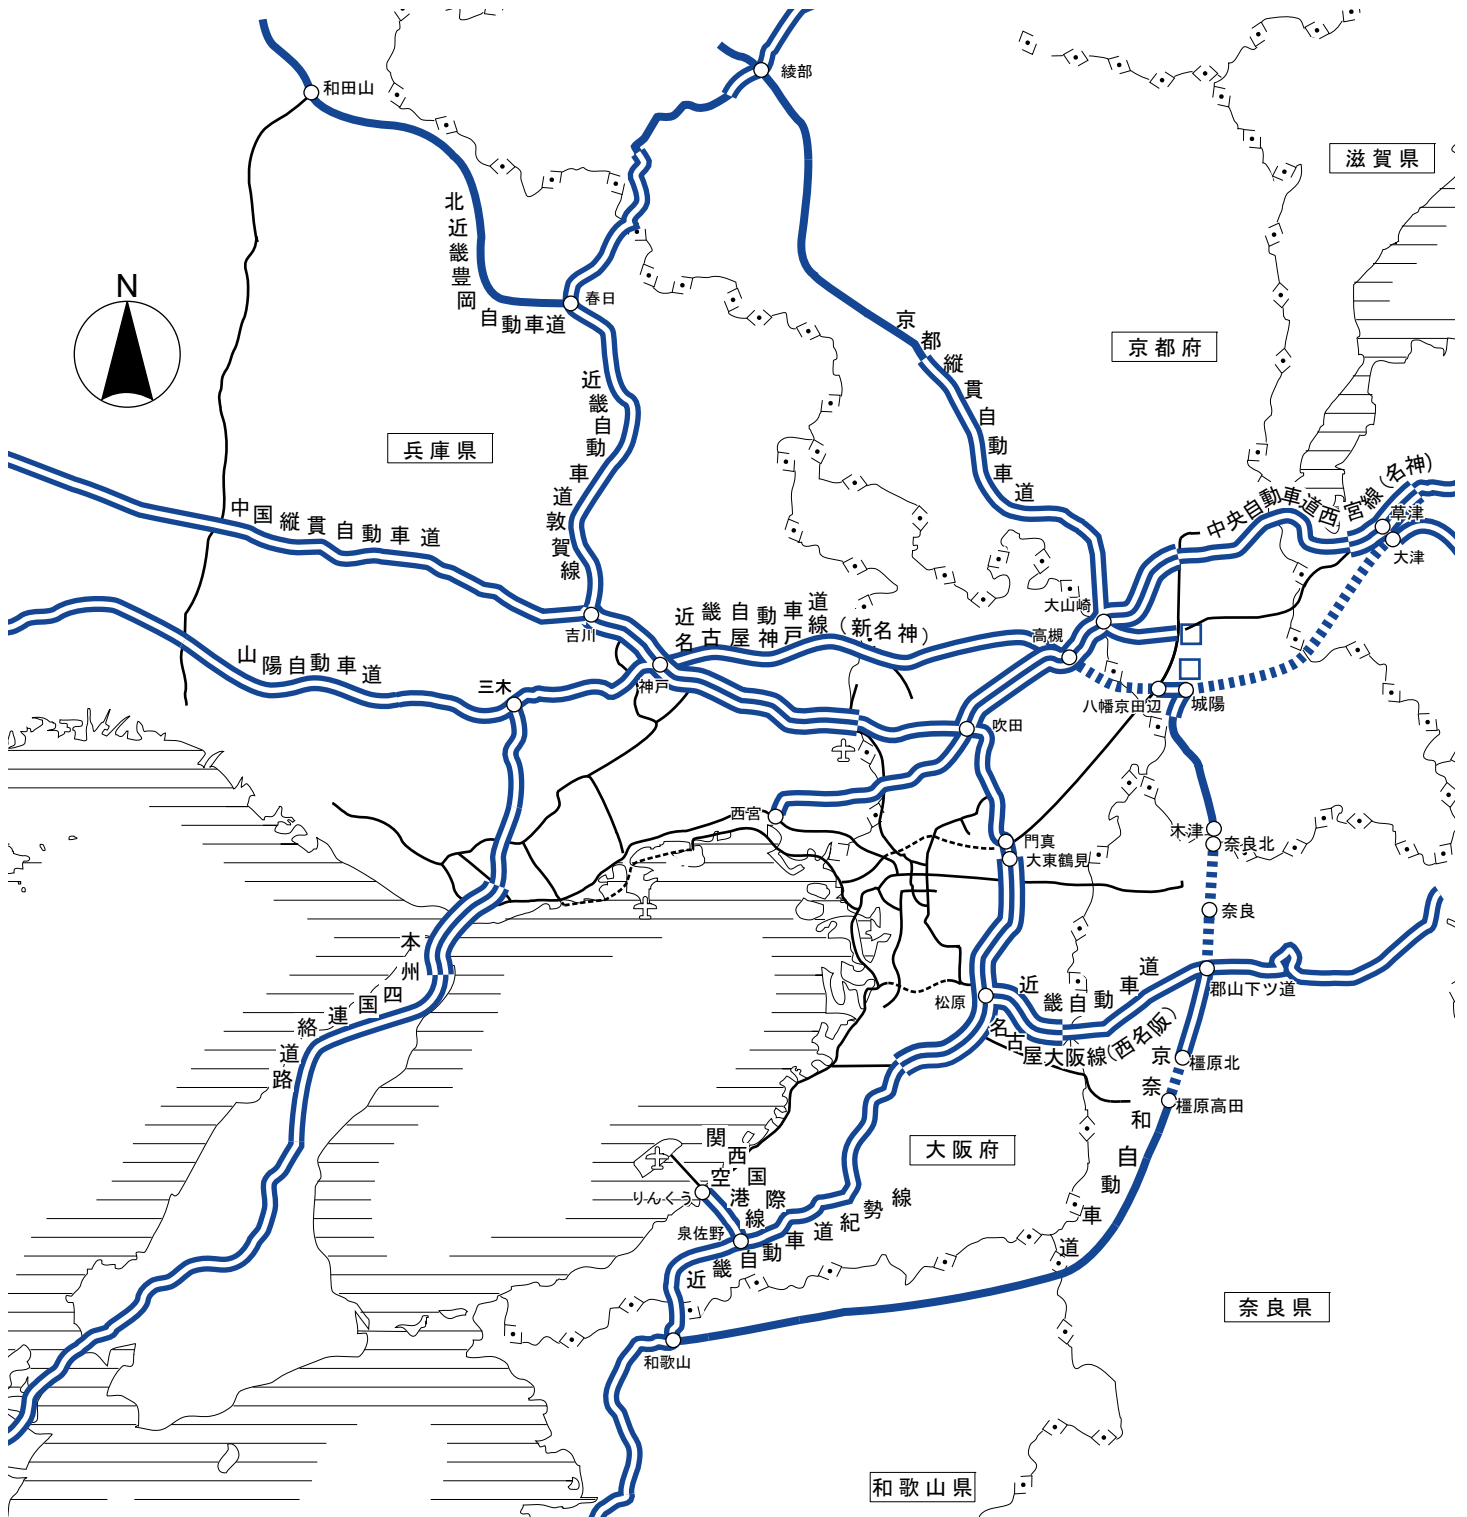 N
滋賀県
京都府
兵庫県
大阪府
奈良県
和歌山県
和田山
綾部
春日
北近畿豊岡自動車道
京都縦貫自動車道
近畿自動車道敦賀線
中国縦貫自動車道
山陽自動車道
吉川
三木
神戸
近畿自動車道
名古屋神戸線(新名神)
中央自動車道西宮線(名神)
草津
大津
大山崎
高槻
八幡京田辺
城陽
吹田
西宮
門真
大東鶴見
木津
奈良北
奈良
郡山下ツ道
橿原北
橿原高田
松原
近畿自動車道
名古屋大阪線(西名阪)
京奈和自動車道
本州四国連絡道路
関西国際
空港線
りんくう
泉佐野
近畿自動車道紀勢線
和歌山